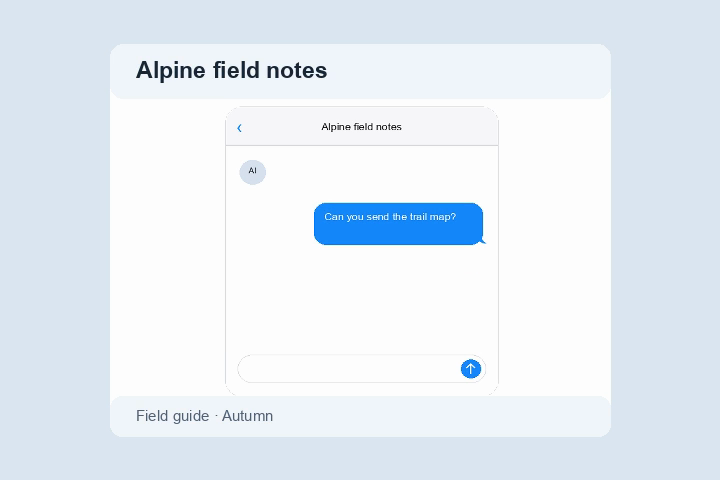 Alpine field notes
Alpine field notes
AI
Can you send the trail map?
Field guide · Autumn